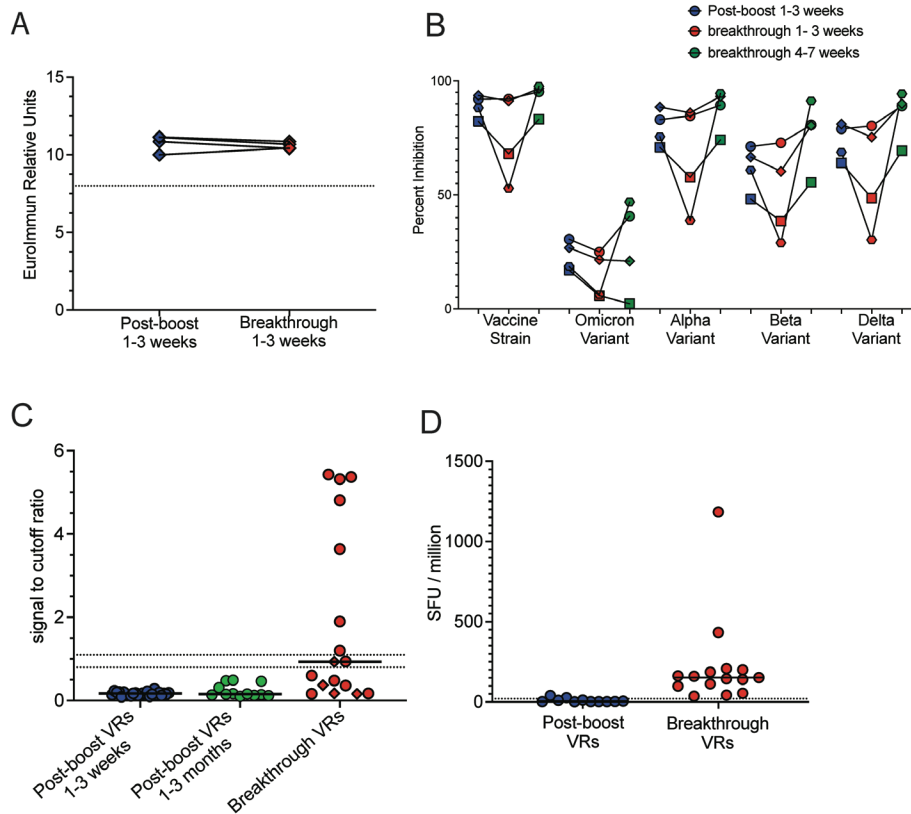 A
EuroImmun Relative Units
15
10
5
0
Post-boost
1-3 weeks
Breakthrough
1-3 weeks
B
Post-boost 1-3 weeks
breakthrough 1- 3 weeks
breakthrough 4-7 weeks
Percent Inhibition
100
50
0
Vaccine
Strain
Omicron
Variant
Alpha
Variant
Beta
Variant
Delta
Variant
C
signal to cutoff ratio
6
4
2
0
Post-boost VRs
1-3 weeks
Post-boost VRs
1-3 months
Breakthrough VRs
D
SFU / million
1500
1000
500
0
Post-boost
VRs
Breakthrough
VRs